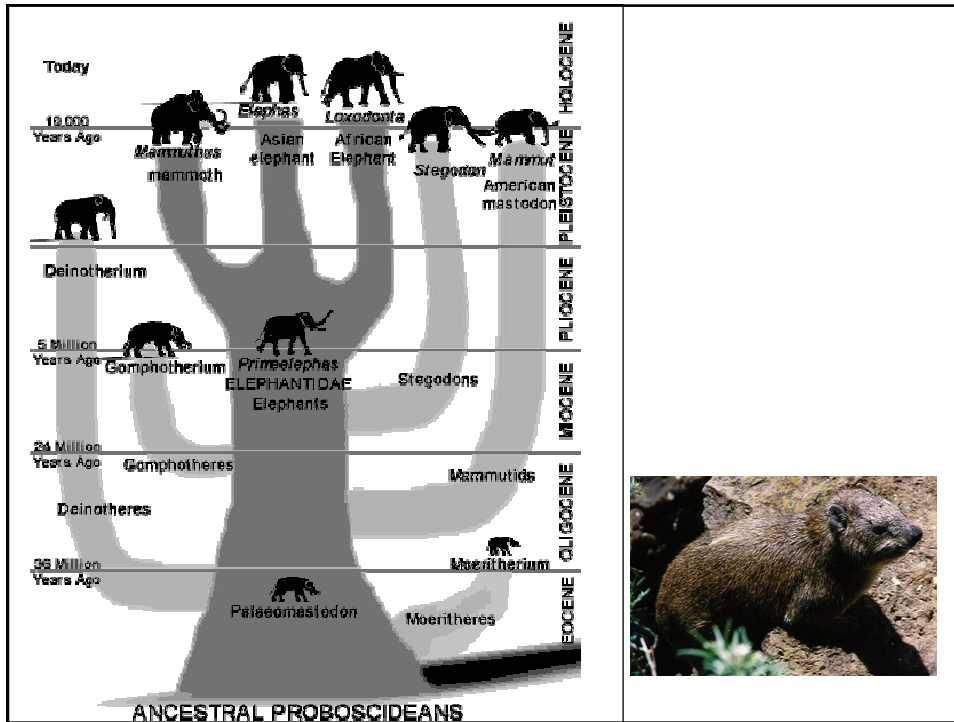 Today
10,000
Years Ago
Elephas
Loxodonta
Asian
elephant
African
Elephant
Mammuthus
mammoth
Stegodon
Mammut
American
mastodon
Deinotherium
5 Million
Years Ago
Gomphotherium
Primelephas
ELEPHANTIDAE
Elephants
Stegodons
24 Million
Years Ago
Gomphotheres
Mammutids
Deinotheres
36 Million
Years Ago
Moeritherium
Palaeomastodon
Moeritheres
ANCESTRAL PROBOSCIDEANS
HOLOCENE
PLEISTOCENE
PLIOCENE
MIOCENE
OLIGOCENE
EOCENE